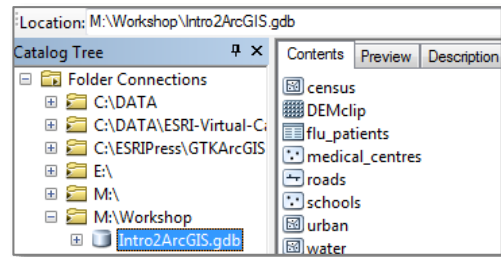 Location: M:\Workshop\Intro2ArcGIS.gdb
Catalog Tree
Folder Connections
C:\DATA
C:\DATA\ESRI-Virtual-Ca
C:\ESRIPress\GTKArcGIS
E:\
M:\
M:\Workshop
Intro2ArcGIS.gdb
Contents Preview Description
census
DEMclip
flu_patients
medical_centres
roads
schools
urban
water